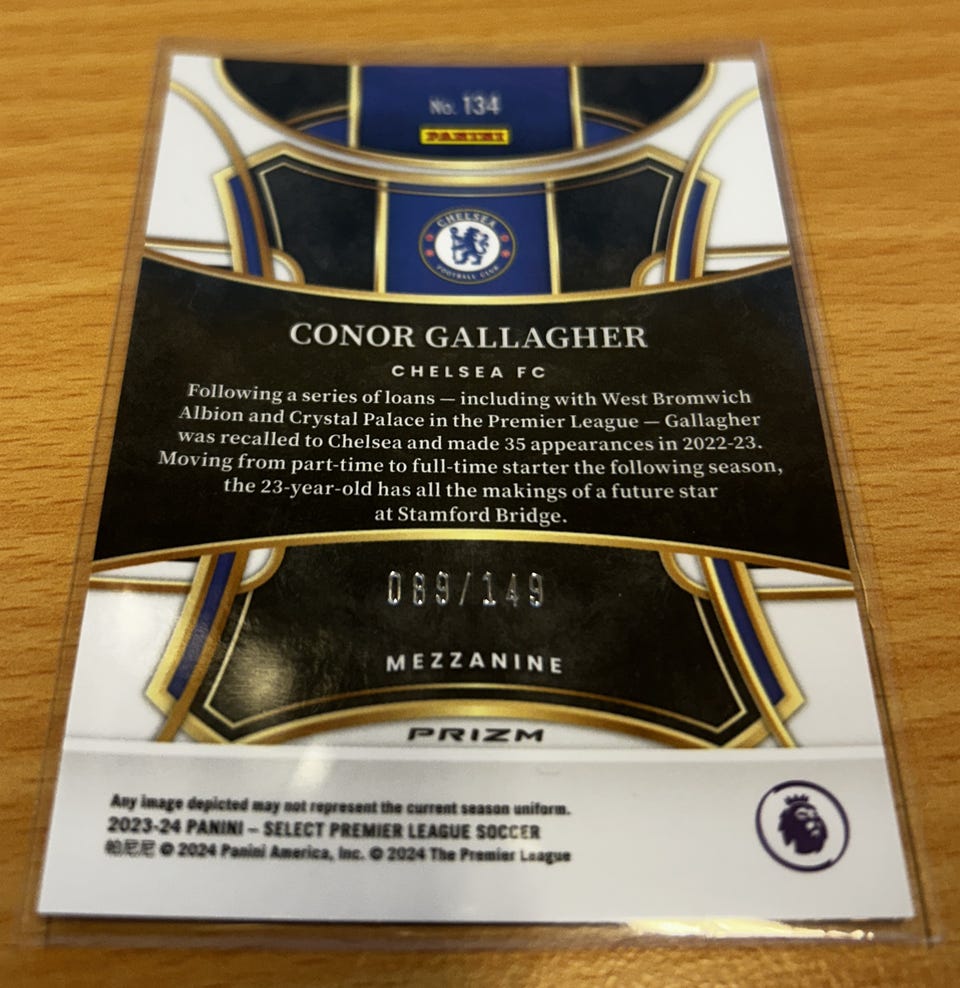 No. 134
PANINI
CHELSEA
FOOTBALL CLUB
CONOR GALLAGHER
CHELSEA FC
Following a series of loans — including with West Bromwich
Albion and Crystal Palace in the Premier League — Gallagher
was recalled to Chelsea and made 35 appearances in 2022-23.
Moving from part-time to full-time starter the following season,
the 23-year-old has all the makings of a future star
at Stamford Bridge.
089/149
MEZZANINE
PRIZM
Any image depicted may not represent the current season uniform.
2023-24 PANINI – SELECT PREMIER LEAGUE SOCCER
帕尼尼 © 2024 Panini America, Inc. © 2024 The Premier League